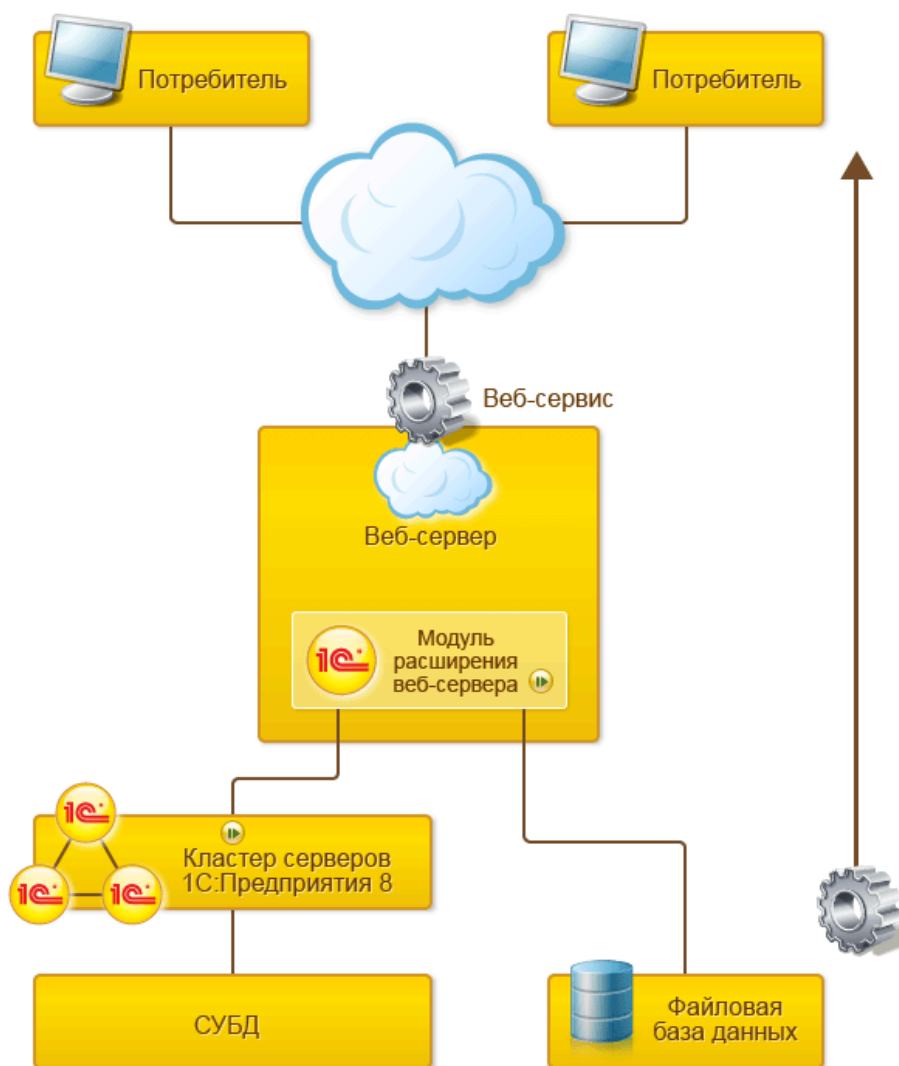 Потребитель
Потребитель
Веб-сервис
Веб-сервер
1С
Модуль
расширения
веб-сервера
1С
1С
1С
Кластер серверов
1С:Предприятия 8
СУБД
Файловая
база данных